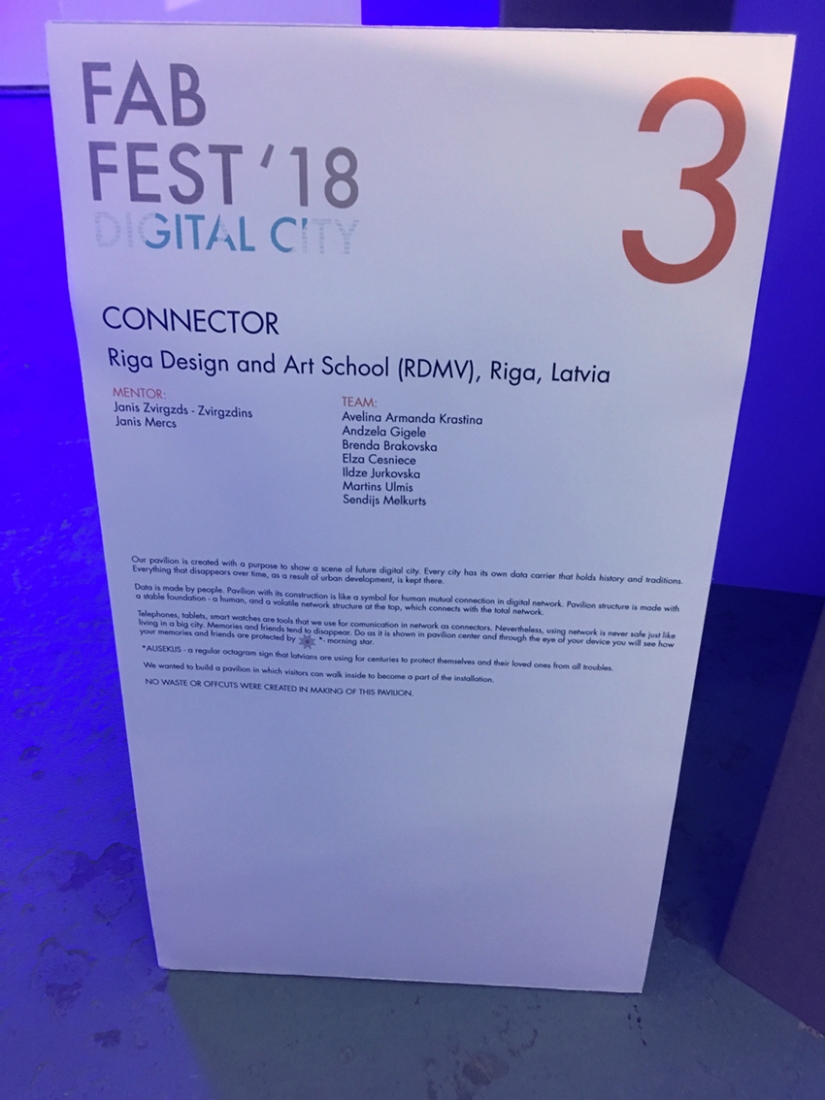 FAB
FEST '18
DIGITAL CITY
3
CONNECTOR
Riga Design and Art School (RDMV), Riga, Latvia
MENTOR:
Janis Zvirgzds - Zvirgzdins
Janis Mercs
TEAM:
Avelina Armanda Krastina
Andzela Gigele
Brenda Brakovska
Elza Cesniece
Ildze Jurkovska
Martins Ulmis
Sendijs Melkurts
Our pavilion is created with a purpose to show a scene of future digital city. Every city has its own data carrier that holds history and traditions.
Everything that disappears over time, as a result of urban development, is kept there.
Data is made by people. Pavilion with its construction is like a symbol for human mutual connection in digital network. Pavilion structure is made with
a stable foundation - a human, and a volatile network structure at the top, which connects with the total network.
Telephones, tablets, smart watches are tools that we use for comunication in network as connectors. Nevertheless, using network is never safe just like
living in a big city. Memories and friends tend to disappear. Do as it is shown in pavilion center and through the eye of your device you will see how
your memories and friends are protected by *- morning star.
*AUSEKLIS - a regular octagram sign that latvians are using for centuries to protect themselves and their loved ones from all troubles.
We wanted to build a pavilion in which visitors can walk inside to become a part of the installation.
NO WASTE OR OFFCUTS WERE CREATED IN MAKING OF THIS PAVILION.